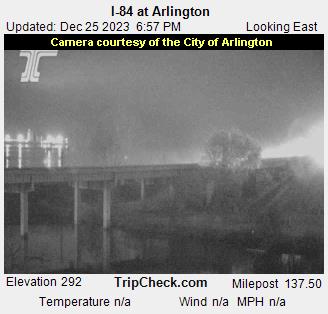 I-84 at Arlington
Updated: Dec 25 2023 6:57 PM Looking East
Camera courtesy of the City of Arlington
Elevation 292 TripCheck.com Milepost 137.50
Temperature n/a Wind n/a MPH n/a